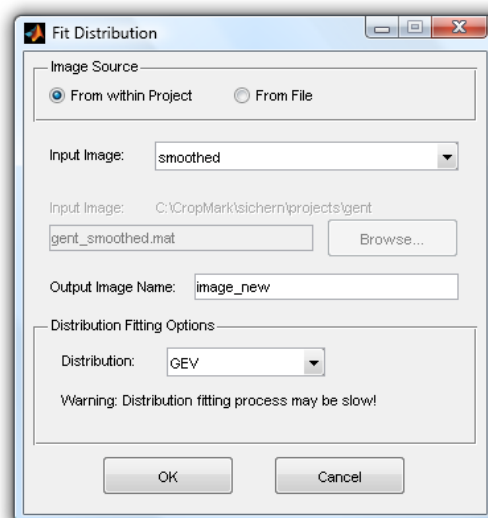 Fit Distribution
Image Source
From within Project From File
Input Image: smoothed
Input Image: C:\CropMark\sichern\projects\gent
gent_smoothed.mat Browse...
Output Image Name: image_new
Distribution Fitting Options
Distribution: GEV
Warning: Distribution fitting process may be slow!
OK Cancel